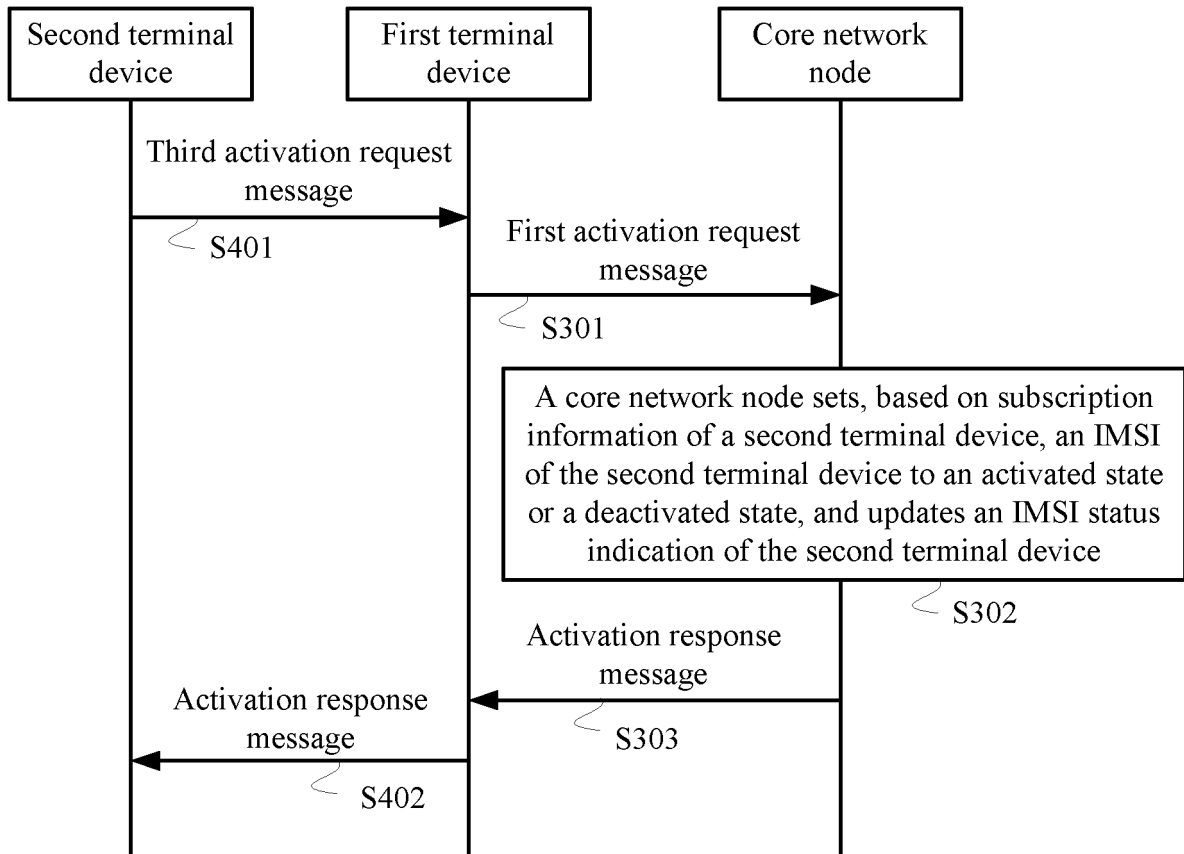 Second terminal
device
First terminal
device
Core network
node
Third activation request
message
S401
First activation request
message
S301
A core network node sets, based on subscription
information of a second terminal device, an IMSI
of the second terminal device to an activated state
or a deactivated state, and updates an IMSI status
indication of the second terminal device
S302
Activation response
message
S303
Activation response
message
S402